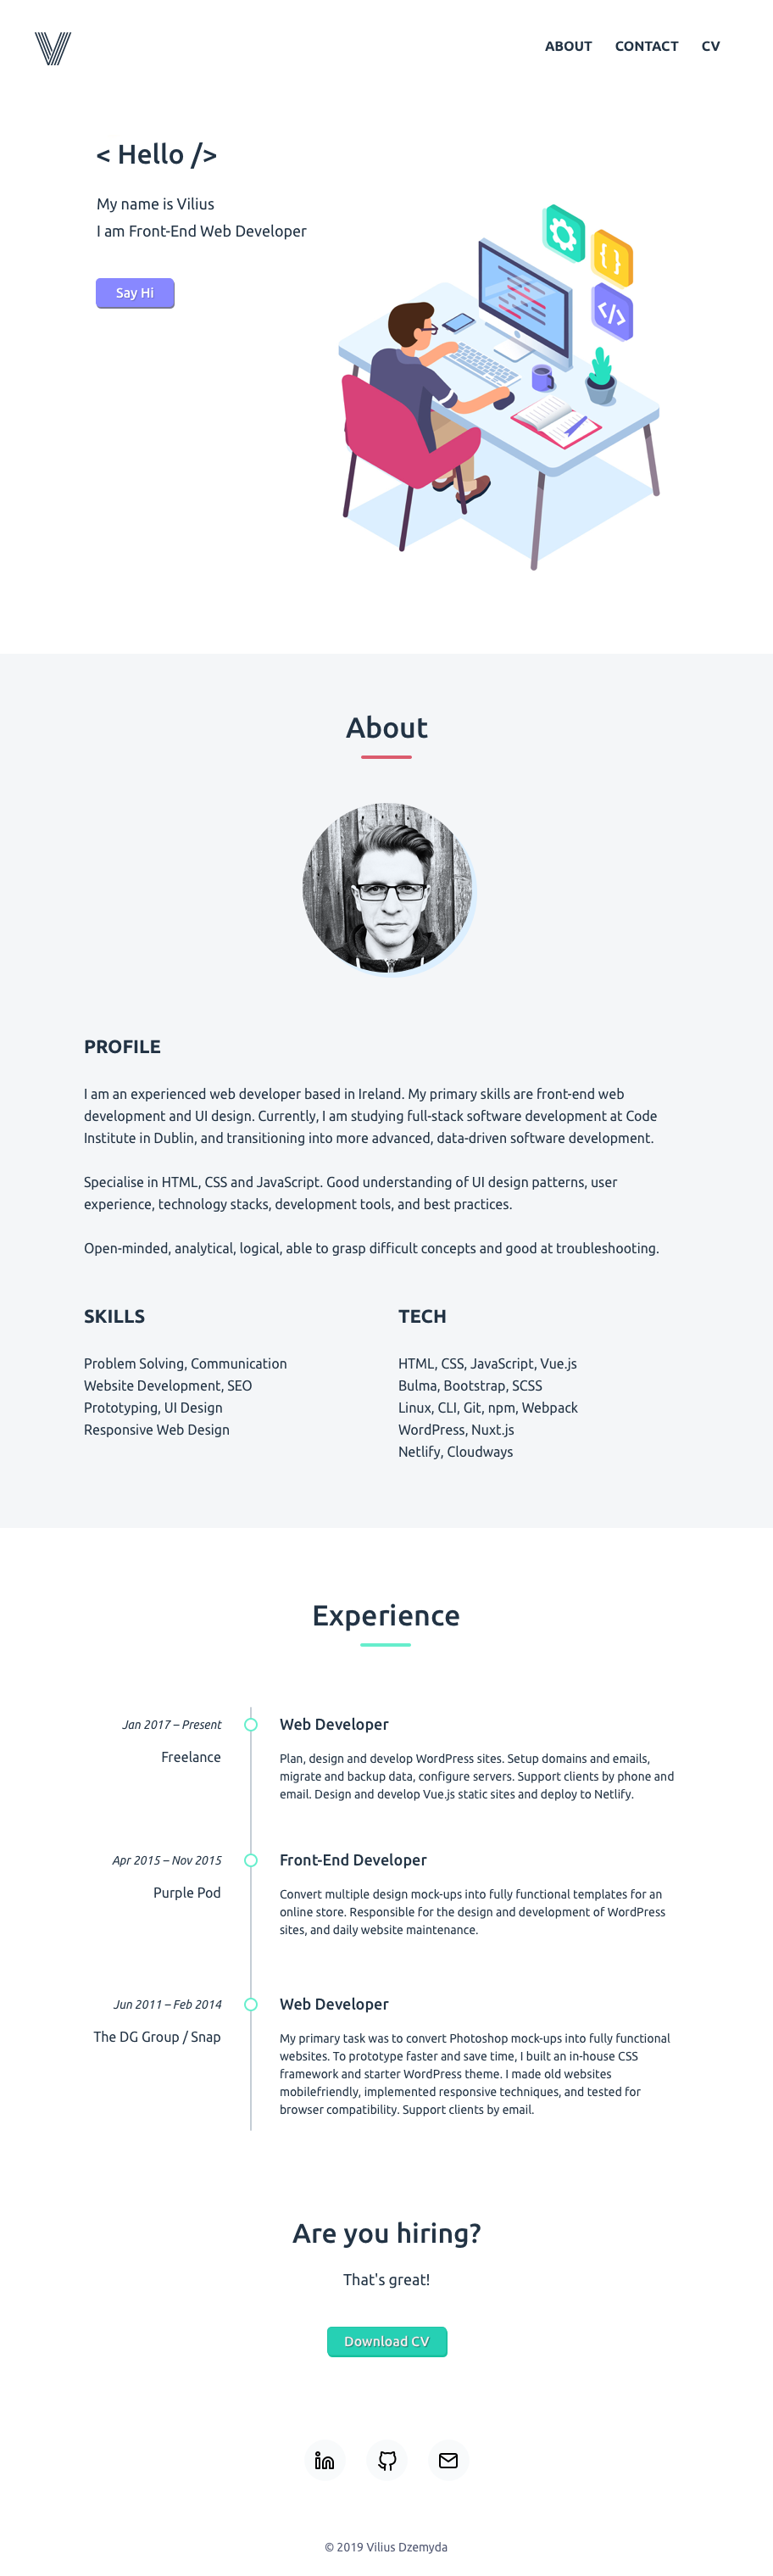 V
ABOUT CONTACT CV
< Hello />
My name is Vilius
I am Front-End Web Developer
Say Hi
{ }
</>
About
PROFILE
I am an experienced web developer based in Ireland. My primary skills are front-end web
development and UI design. Currently, I am studying full-stack software development at Code
Institute in Dublin, and transitioning into more advanced, data-driven software development.
Specialise in HTML, CSS and JavaScript. Good understanding of UI design patterns, user
experience, technology stacks, development tools, and best practices.
Open-minded, analytical, logical, able to grasp difficult concepts and good at troubleshooting.
SKILLS
Problem Solving, Communication
Website Development, SEO
Prototyping, UI Design
Responsive Web Design
TECH
HTML, CSS, JavaScript, Vue.js
Bulma, Bootstrap, SCSS
Linux, CLI, Git, npm, Webpack
WordPress, Nuxt.js
Netlify, Cloudways
Experience
Jan 2017 – Present
Freelance
Web Developer
Plan, design and develop WordPress sites. Setup domains and emails,
migrate and backup data, configure servers. Support clients by phone and
email. Design and develop Vue.js static sites and deploy to Netlify.
Apr 2015 – Nov 2015
Purple Pod
Front-End Developer
Convert multiple design mock-ups into fully functional templates for an
online store. Responsible for the design and development of WordPress
sites, and daily website maintenance.
Jun 2011 – Feb 2014
The DG Group / Snap
Web Developer
My primary task was to convert Photoshop mock-ups into fully functional
websites. To prototype faster and save time, I built an in-house CSS
framework and starter WordPress theme. I made old websites
mobilefriendly, implemented responsive techniques, and tested for
browser compatibility. Support clients by email.
Are you hiring?
That's great!
Download CV
in
© 2019 Vilius Dzemyda